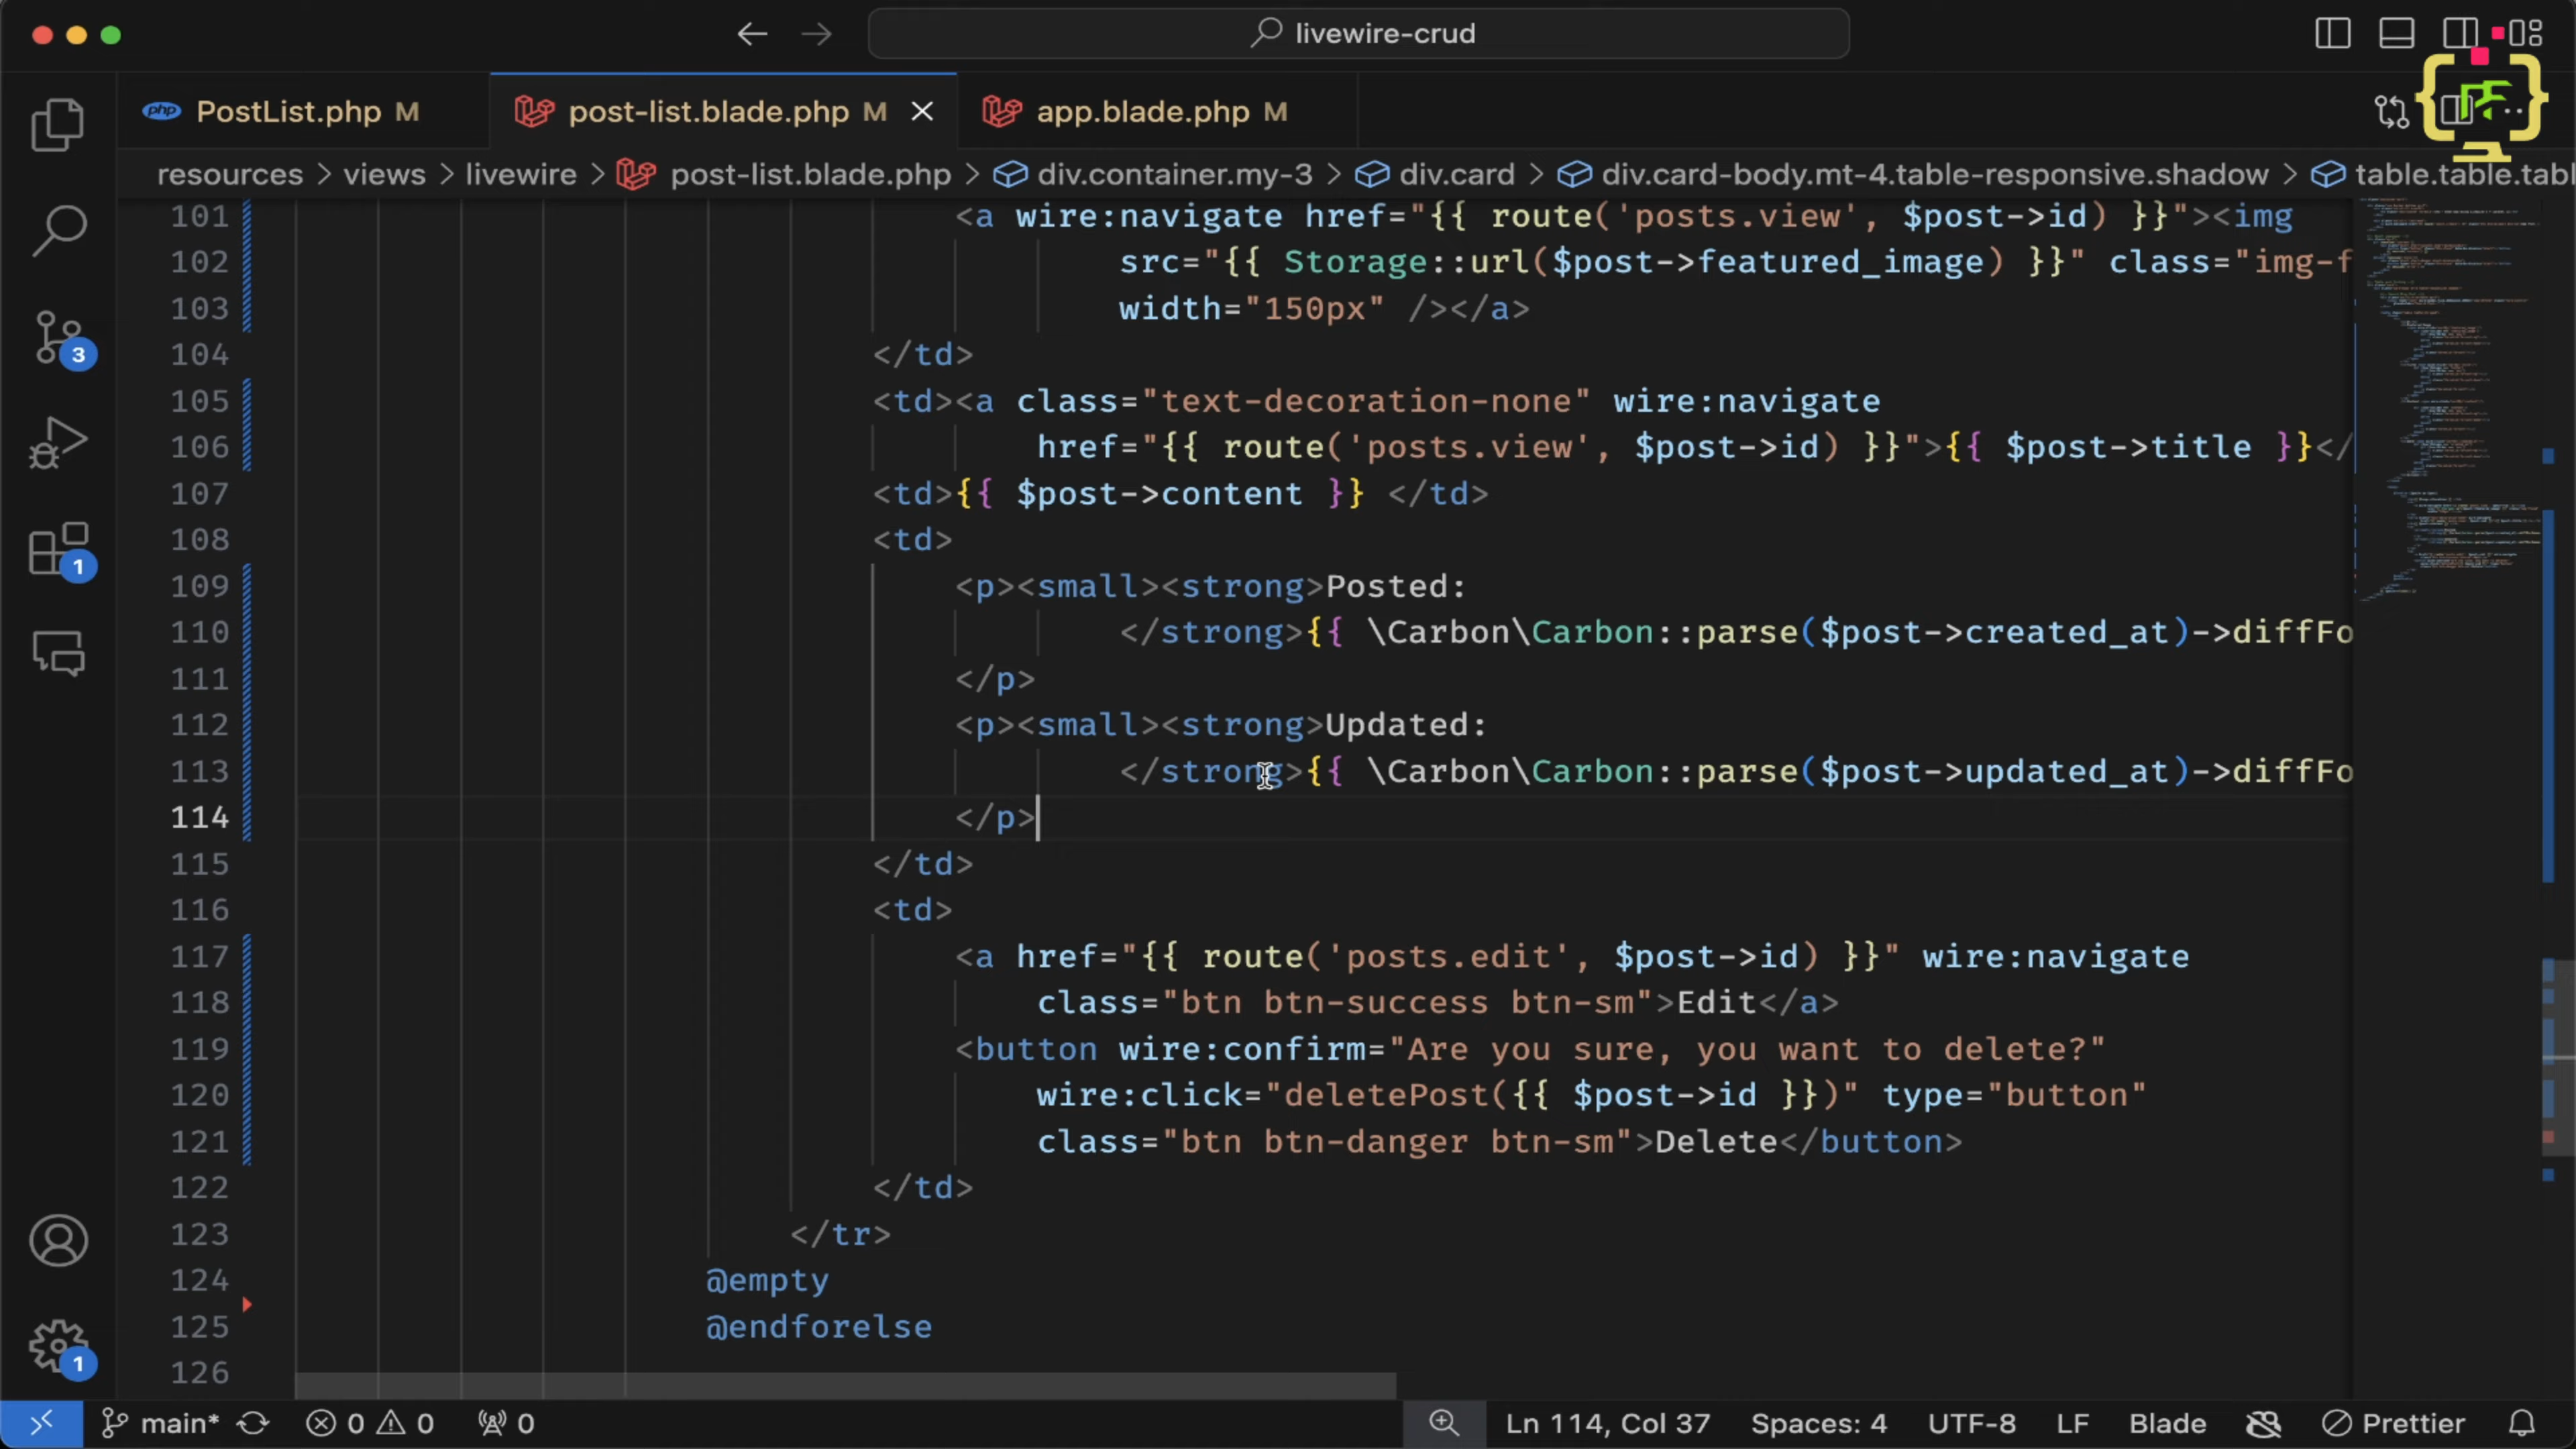 livewire-crud
PostList.php M
post-list.blade.php M
app.blade.php M
resources > views > livewire > post-list.blade.php > div.container.my-3 > div.card > div.card-body.mt-4.table-responsive.shadow > table.table.tabl
101 <a wire:navigate href="{{ route('posts.view', $post->id) }}"><img
102 src="{{ Storage::url($post->featured_image) }}" class="img-f
103 width="150px" /></a>
104 </td>
105 <td><a class="text-decoration-none" wire:navigate
106 href="{{ route('posts.view', $post->id) }}">{{ $post->title }}</
107 <td>{{ $post->content }} </td>
108 <td>
109 <p><small><strong>Posted:
110 </strong>{{ \Carbon\Carbon::parse($post->created_at)->diffFo
111 </p>
112 <p><small><strong>Updated:
113 </strong>{{ \Carbon\Carbon::parse($post->updated_at)->diffFo
114 </p>
115 </td>
116 <td>
117 <a href="{{ route('posts.edit', $post->id) }}" wire:navigate
118 class="btn btn-success btn-sm">Edit</a>
119 <button wire:confirm="Are you sure, you want to delete?"
120 wire:click="deletePost({{ $post->id }})" type="button"
121 class="btn btn-danger btn-sm">Delete</button>
122 </td>
123 </tr>
124 @empty
125 @endforelse
126
3
1
1
main* 0 0 0 Ln 114, Col 37 Spaces: 4 UTF-8 LF Blade Prettier